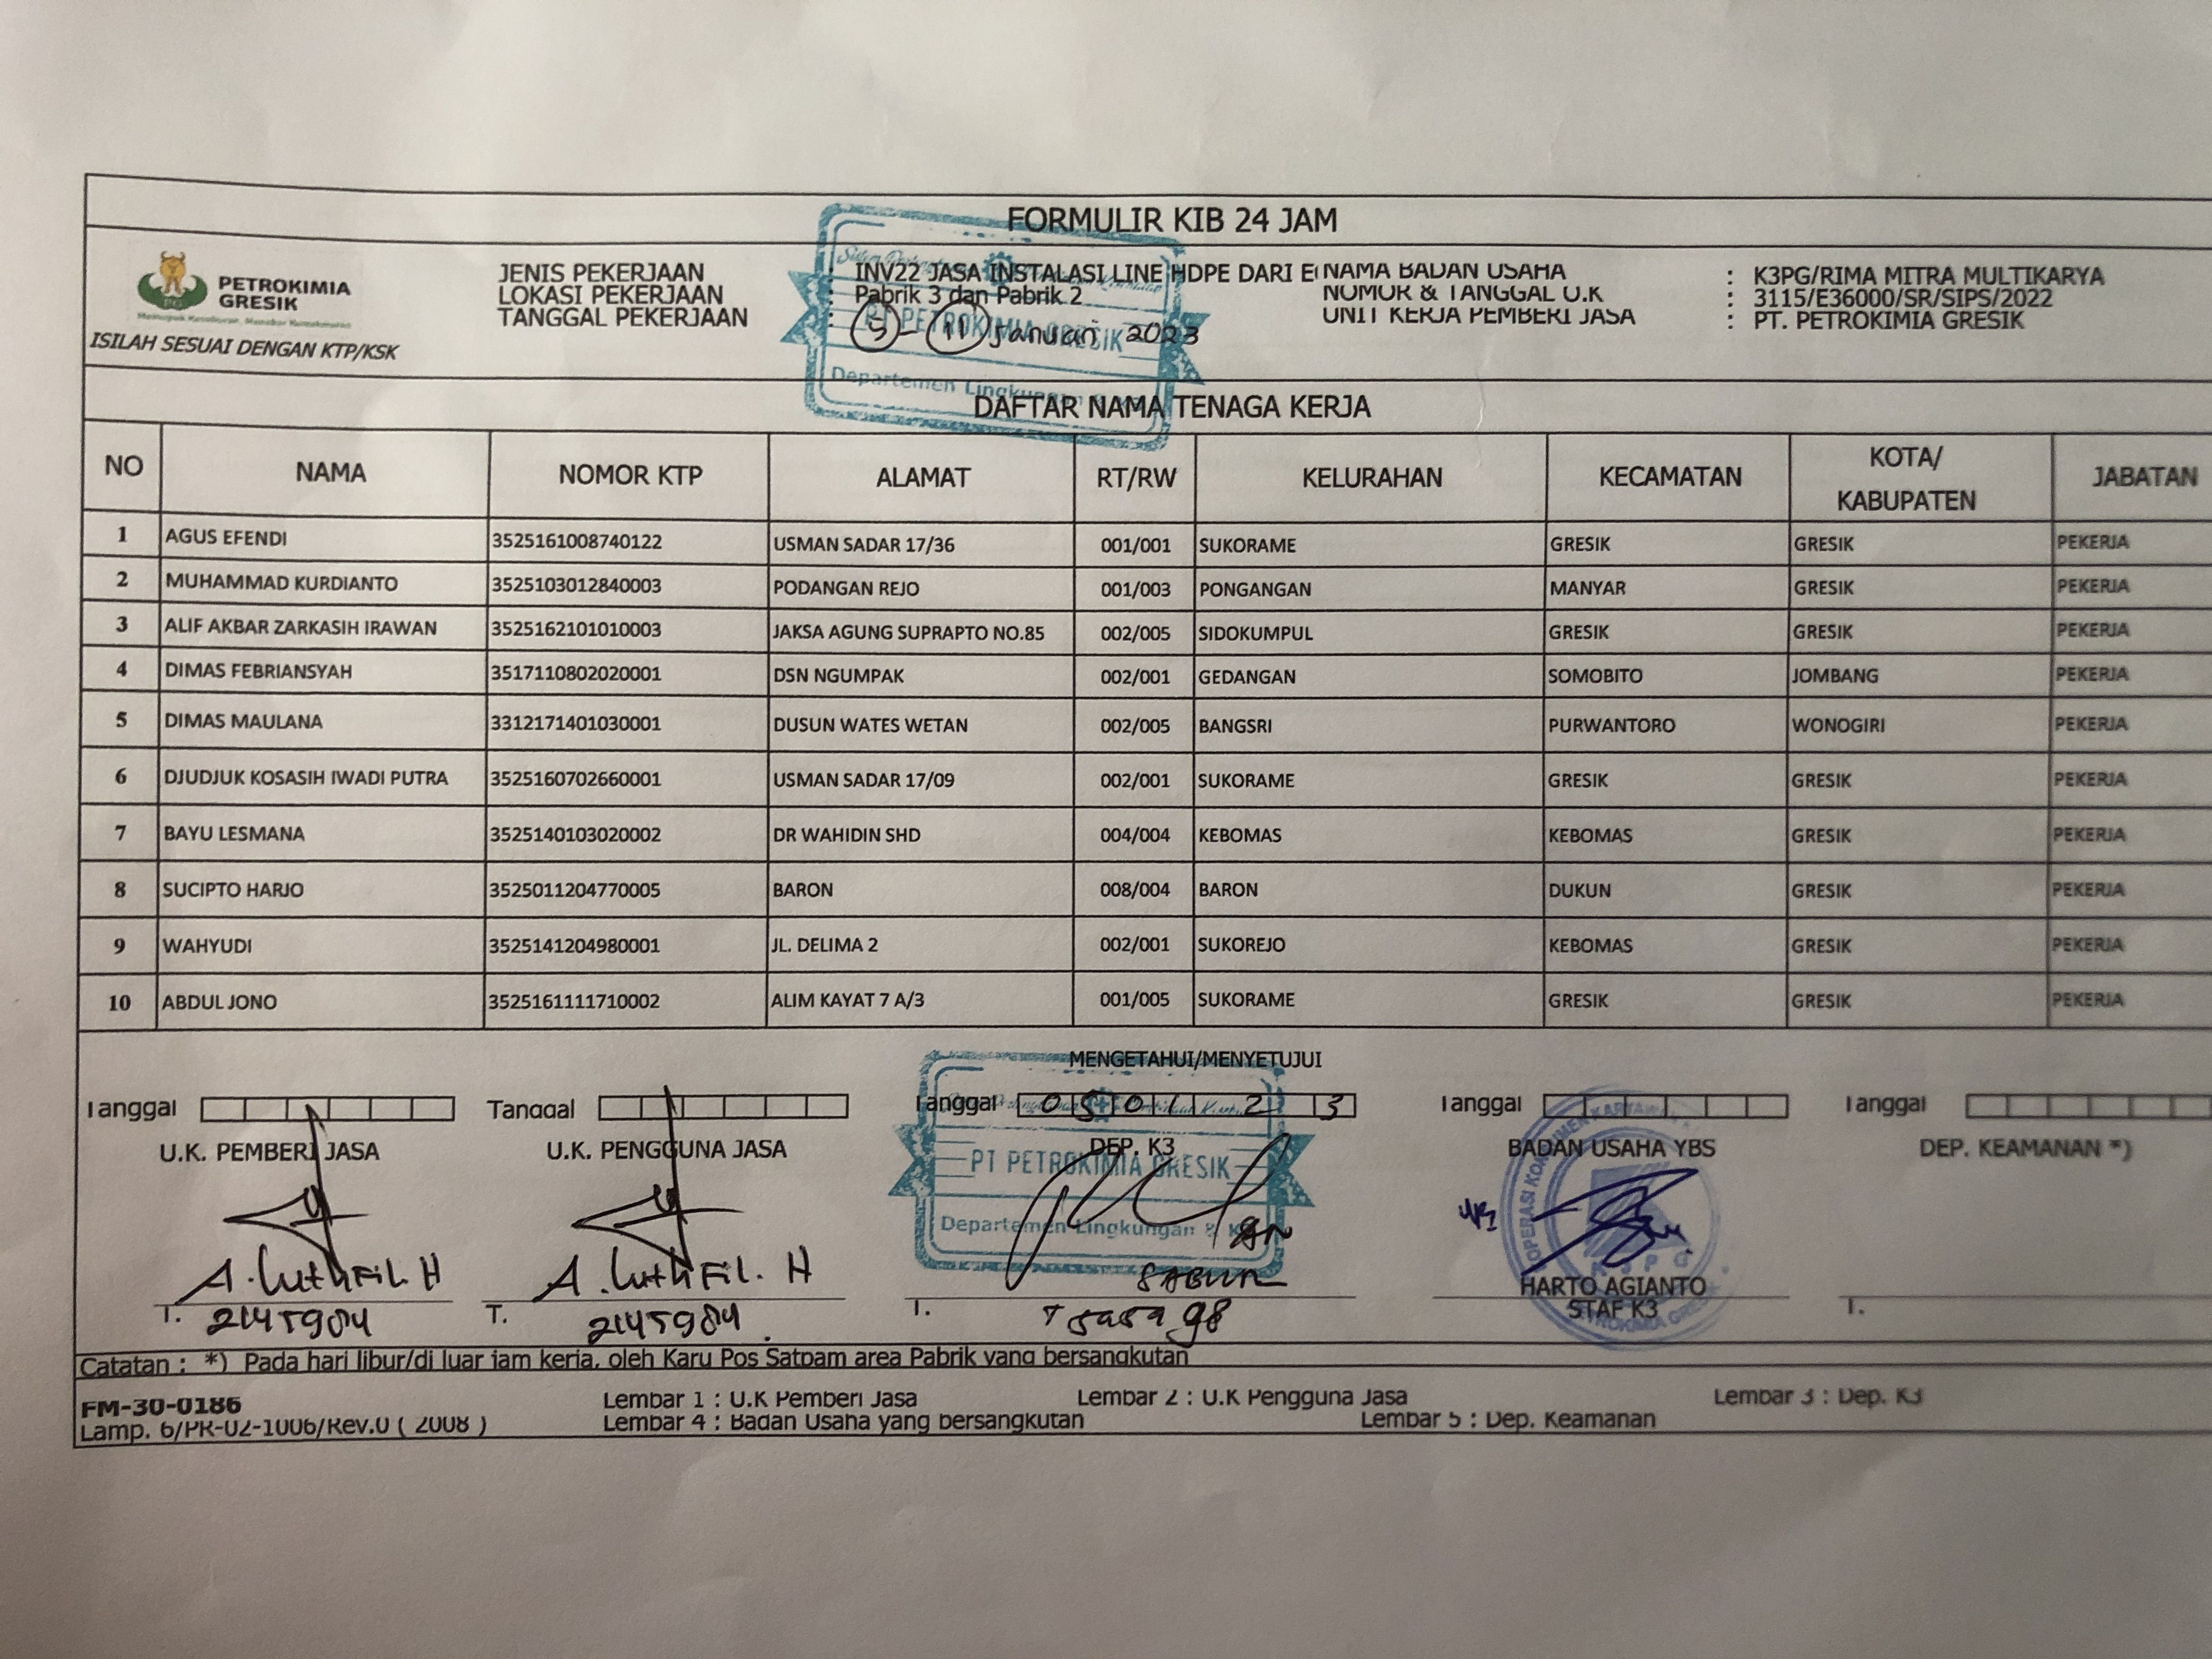 FORMULIR KIB 24 JAM
PETROKIMIA
GRESIK
JENIS PEKERJAAN : INV22 JASA INSTALASI LINE HDPE DARI E
LOKASI PEKERJAAN : Pabrik 3 dan Pabrik 2
TANGGAL PEKERJAAN : 5 - 11 Januari 2023
NAMA BADAN USAHA : K3PG/RIMA MITRA MULTIKARYA
NOMOR & TANGGAL U.K : 3115/E36000/SR/SIPS/2022
UNIT KERJA PEMBERI JASA : PT. PETROKIMIA GRESIK
ISILAH SESUAI DENGAN KTP/KSK
DAFTAR NAMA TENAGA KERJA
NO NAMA NOMOR KTP ALAMAT RT/RW KELURAHAN KECAMATAN KOTA/ KABUPATEN JABATAN
1 AGUS EFENDI 3525161008740122 USMAN SADAR 17/36 001/001 SUKORAME GRESIK GRESIK PEKERJA
2 MUHAMMAD KURDIANTO 3525103012840003 PODANGAN REJO 001/003 PONGANGAN MANYAR GRESIK PEKERJA
3 ALIF AKBAR ZARKASIH IRAWAN 3525162101010003 JAKSA AGUNG SUPRAPTO NO.85 002/005 SIDOKUMPUL GRESIK GRESIK PEKERJA
4 DIMAS FEBRIANSYAH 3517110802020001 DSN NGUMPAK 002/001 GEDANGAN SOMOBITO JOMBANG PEKERJA
5 DIMAS MAULANA 3312171401030001 DUSUN WATES WETAN 002/005 BANGSRI PURWANTORO WONOGIRI PEKERJA
6 DJUDJUK KOSASIH IWADI PUTRA 3525160702660001 USMAN SADAR 17/09 002/001 SUKORAME GRESIK GRESIK PEKERJA
7 BAYU LESMANA 3525140103020002 DR WAHIDIN SHD 004/004 KEBOMAS KEBOMAS GRESIK PEKERJA
8 SUCIPTO HARJO 3525011204770005 BARON 008/004 BARON DUKUN GRESIK PEKERJA
9 WAHYUDI 3525141204980001 JL. DELIMA 2 002/001 SUKOREJO KEBOMAS GRESIK PEKERJA
10 ABDUL JONO 3525161111710002 ALIM KAYAT 7 A/3 001/005 SUKORAME GRESIK GRESIK PEKERJA
MENGETAHUI/MENYETUJUI
Tanggal Tanggal Tanggal 05 01 23 Tanggal Tanggal
U.K. PEMBERI JASA U.K. PENGGUNA JASA DEP. K3 BADAN USAHA YBS DEP. KEAMANAN *)
PT PETROKIMIA GRESIK
Departemen Lingkungan &
A. Luthfil H A. Luthfil. H HARTO AGIANTO
T. 2145904 T. 2145904 T. STAF K3 T.
Catatan : *) Pada hari libur/di luar jam kerja, oleh Karu Pos Satpam area Pabrik yang bersangkutan
FM-30-0186 Lembar 1 : U.K Pemberi Jasa Lembar 2 : U.K Pengguna Jasa Lembar 3 : Dep. K3
Lamp. 6/PR-02-1006/Rev.0 ( 2008 ) Lembar 4 : Badan Usaha yang bersangkutan Lembar 5 : Dep. Keamanan